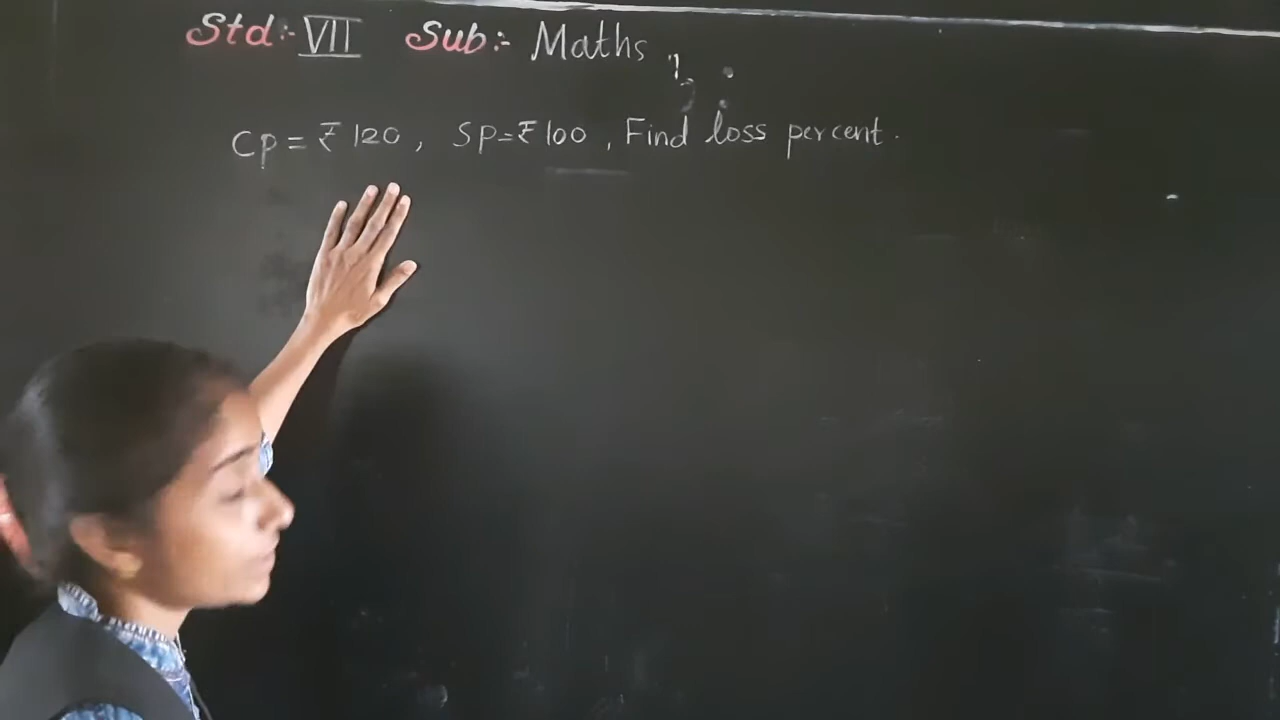 Std:- VII Sub:- Maths
Cp = ₹ 120, Sp = ₹ 100, Find loss percent.